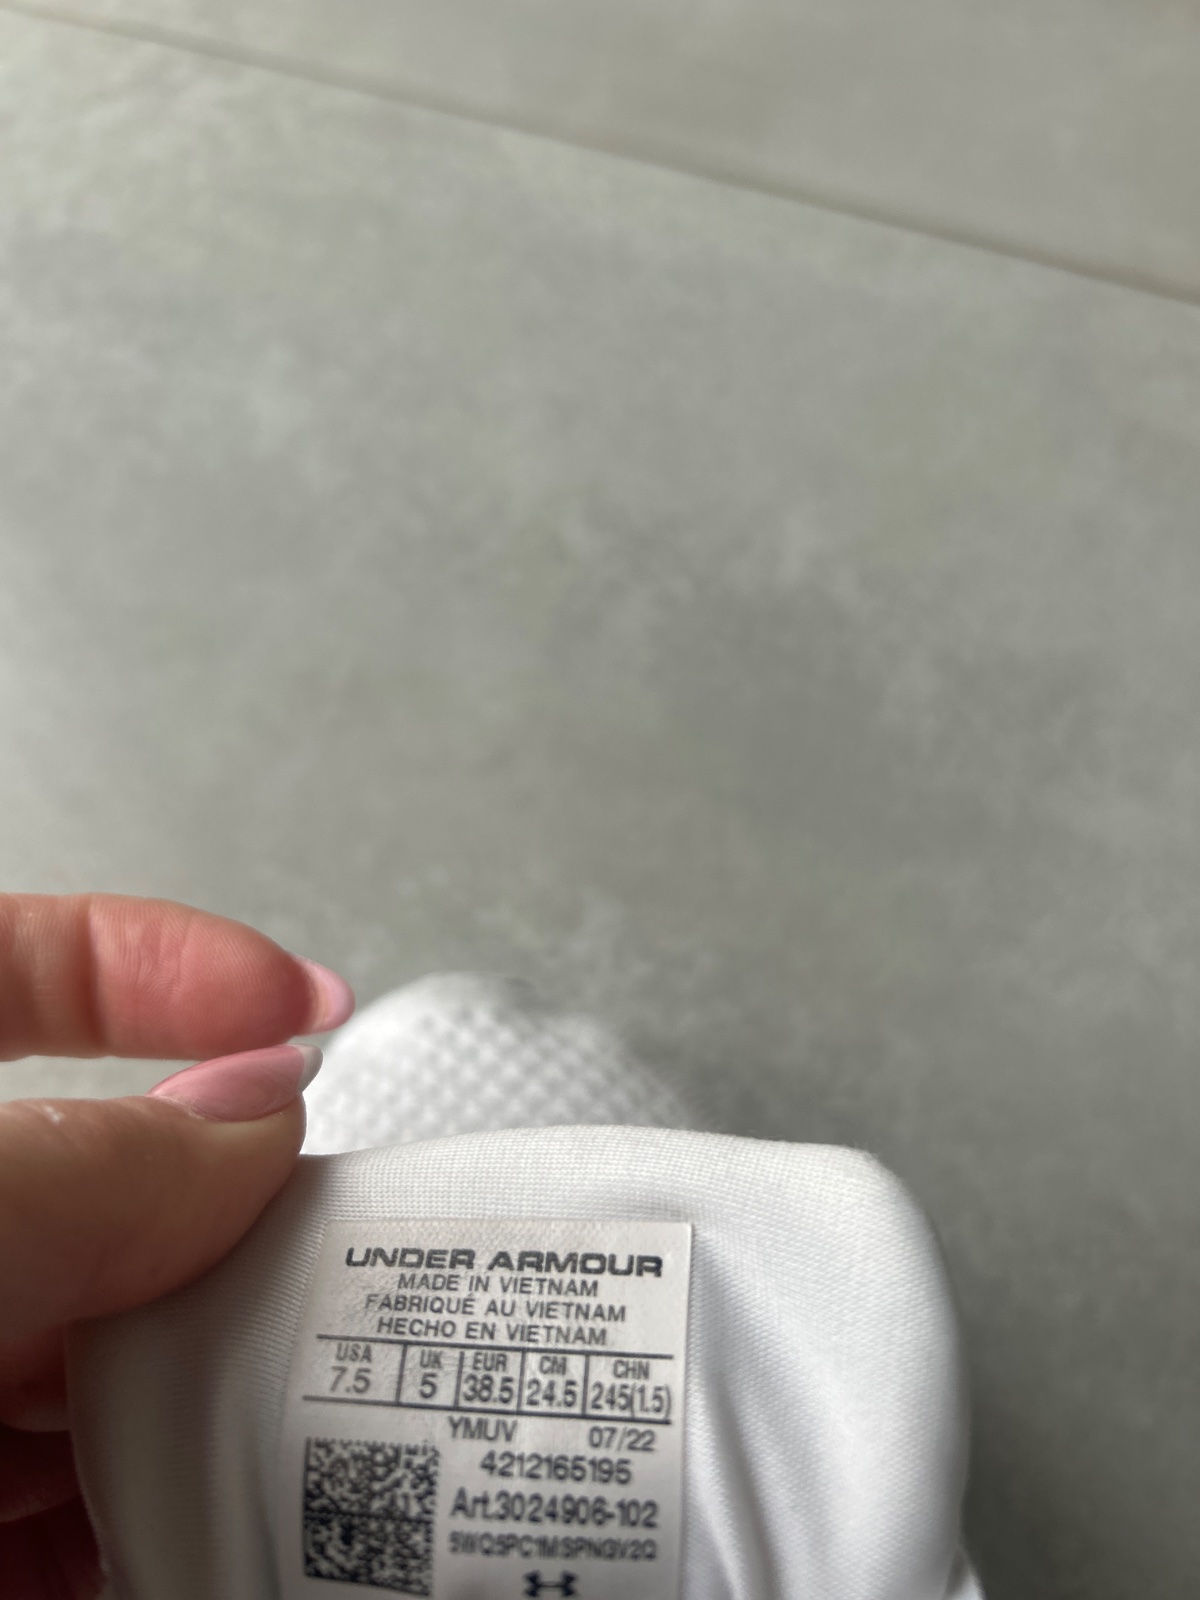 UNDER ARMOUR
MADE IN VIETNAM
FABRIQUÉ AU VIETNAM
HECHO EN VIETNAM
USA UK EUR CM CHN
7.5 5 38.5 24.5 245(1.5)
YMUV 07/22
4212165195
Art.3024906-102